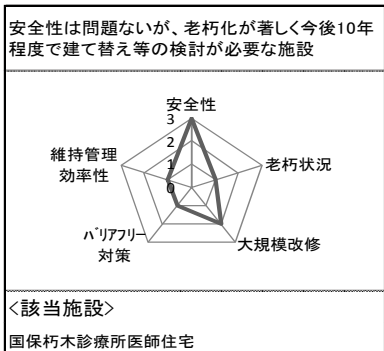 安全性は問題ないが、老朽化が著しく今後10年
程度で建て替え等の検討が必要な施設
安全性
3
2
1
0
老朽状況
大規模改修
バリアフリー
対策
維持管理
効率性
<該当施設>
国保朽木診療所医師住宅